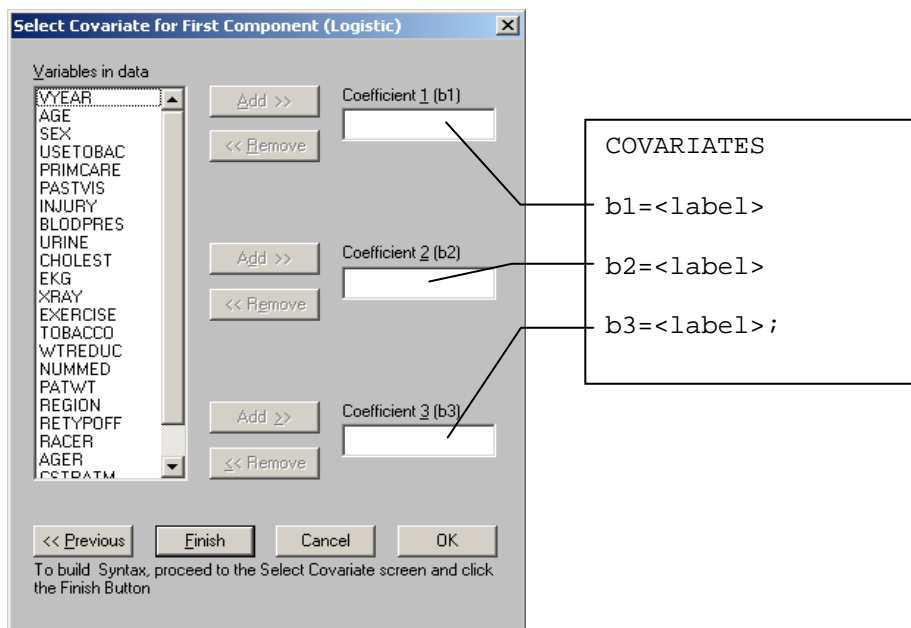 Select Covariate for First Component (Logistic)
Variables in data
VYEAR
AGE
SEX
USETOBAC
PRIMCARE
PASTVIS
INJURY
BLODPRES
URINE
CHOLEST
EKG
XRAY
EXERCISE
TOBACCO
WTREDUC
NUMMED
PATWT
REGION
RETYPOFF
RACER
AGER
CSTRATM
Add >>
<< Remove
Coefficient 1 (b1)
Add >>
<< Remove
Coefficient 2 (b2)
Add >>
<< Remove
Coefficient 3 (b3)
<< Previous
Finish
Cancel
OK
To build Syntax, proceed to the Select Covariate screen and click
the Finish Button
COVARIATES
b1=<label>
b2=<label>
b3=<label>;